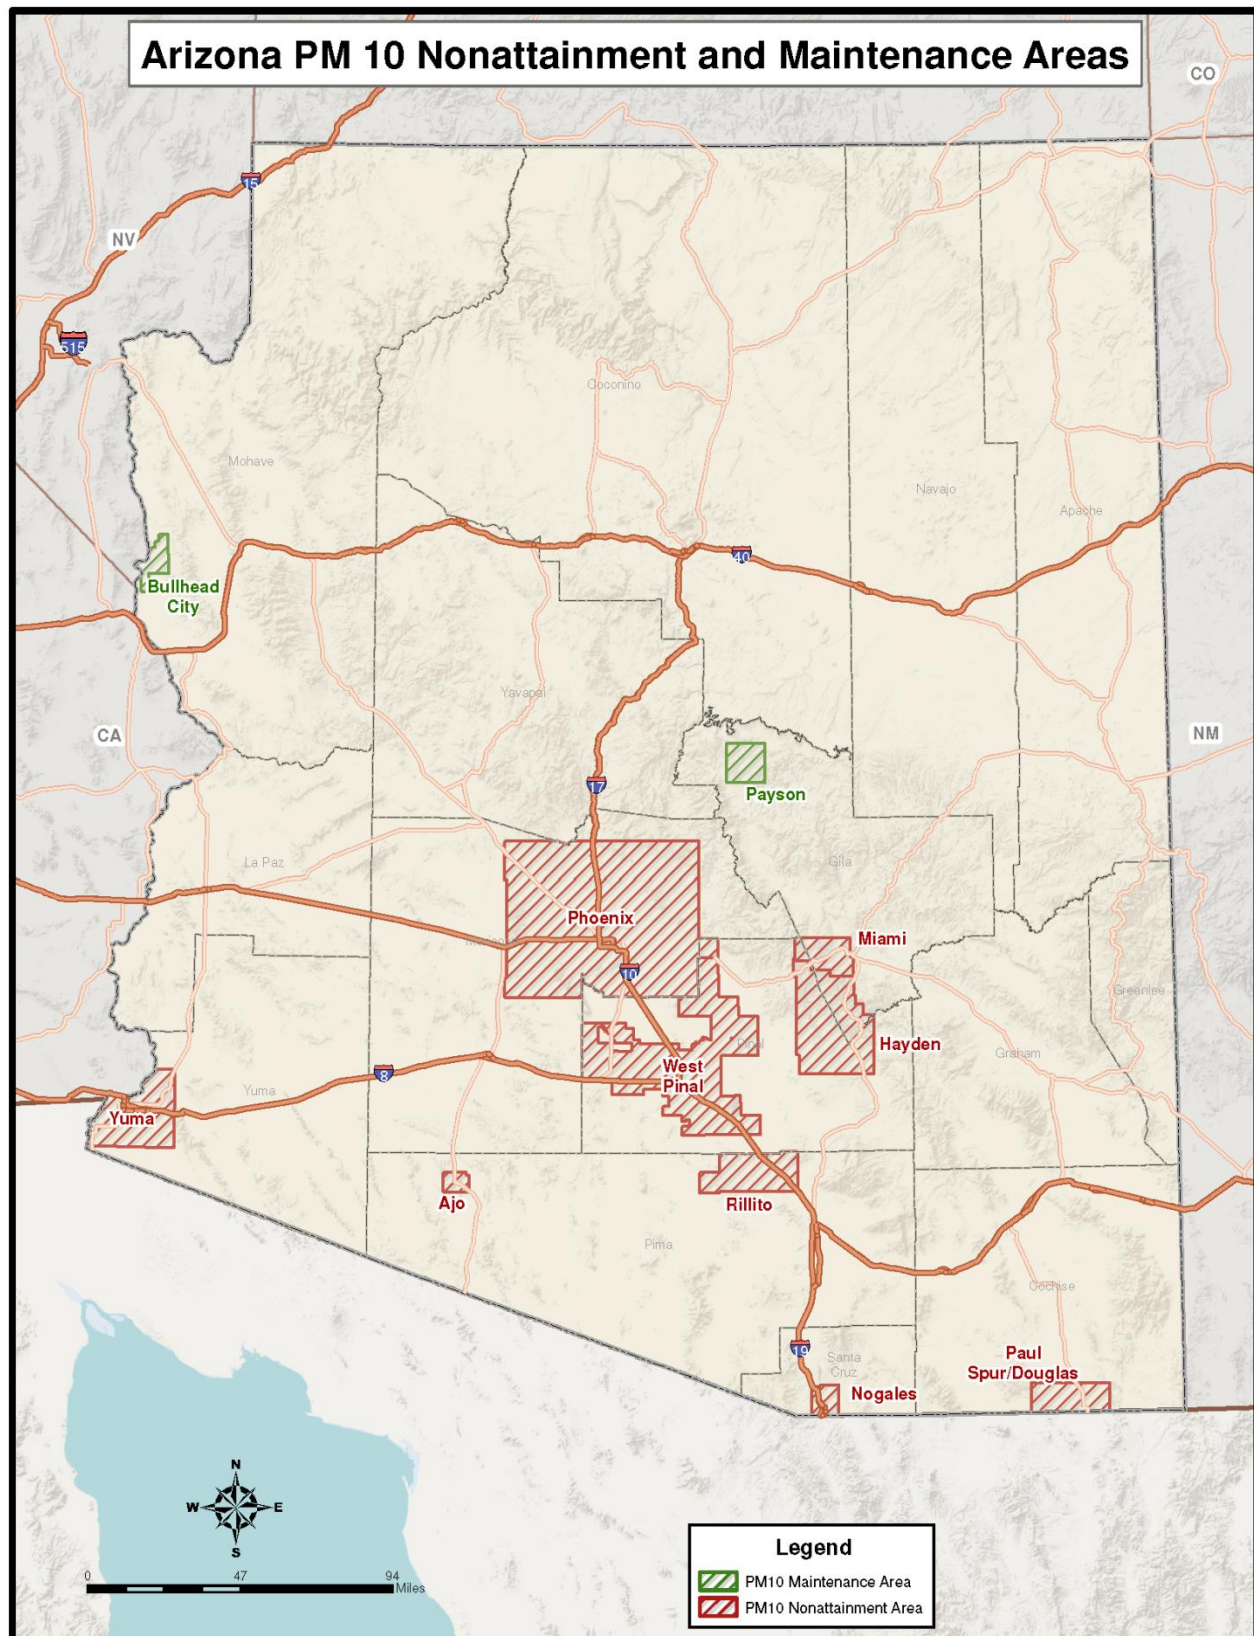 Arizona PM 10 Nonattainment and Maintenance Areas
CO
15
NV
515
Coconino
Mohave
Navajo
Apache
40
Bullhead
City
Yavapai
CA
NM
17
Payson
La Paz
Gila
Phoenix
Miami
10
Greenlee
Hayden
Pinal
Graham
West
Pinal
8
Yuma
Yuma
Ajo
Rillito
Pima
Cochise
19
Santa
Cruz
Paul
Spur/Douglas
Nogales
N
W
E
S
0
47
94
Miles
Legend
PM10 Maintenance Area
PM10 Nonattainment Area